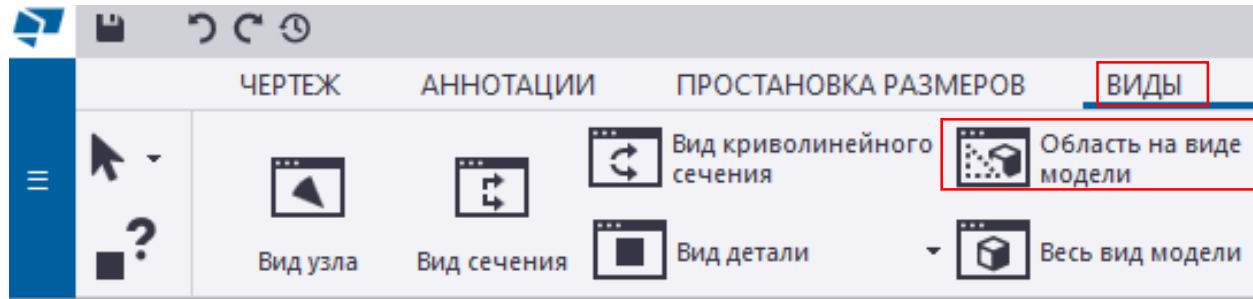 ЧЕРТЕЖ АННОТАЦИИ ПРОСТАНОВКА РАЗМЕРОВ ВИДЫ
Вид криволинейного
сечения
Область на виде
модели
?
Вид узла
Вид сечения
Вид детали
Весь вид модели